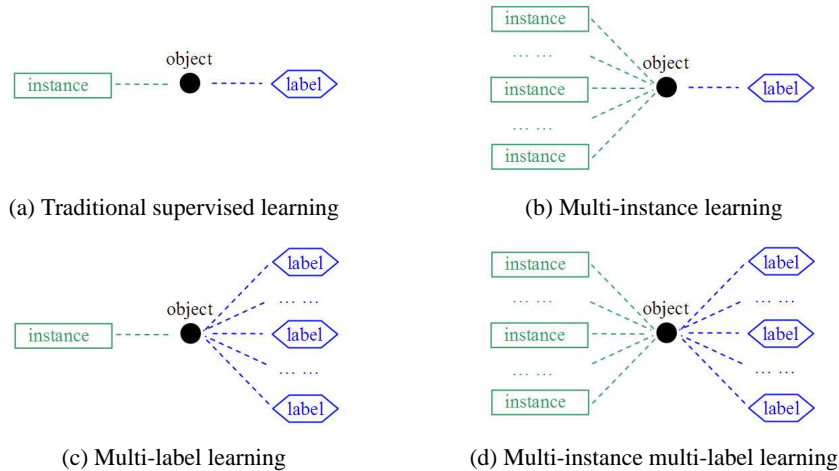 object
instance
label
(a) Traditional supervised learning
instance
... ...
object
instance
label
... ...
instance
(b) Multi-instance learning
label
object
... ...
instance
label
... ...
label
(c) Multi-label learning
instance
label
... ...
object
... ...
instance
label
... ...
... ...
instance
label
(d) Multi-instance multi-label learning